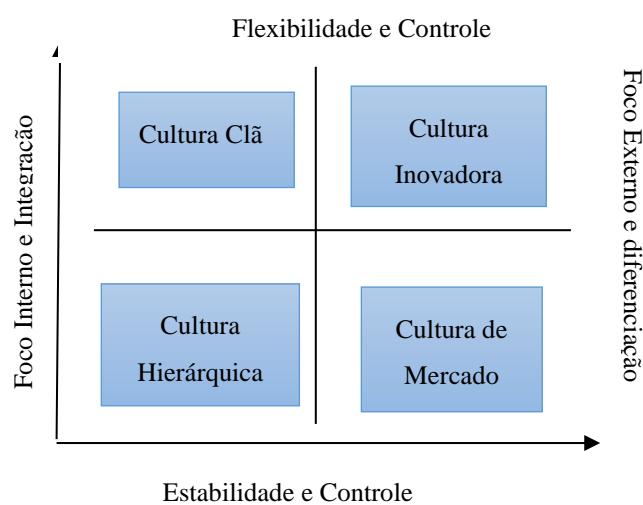 Flexibilidade e Controle
Foco Interno e Integração
Cultura Clã
Cultura
Inovadora
Foco Externo e diferenciação
Cultura
Hierárquica
Cultura de
Mercado
Estabilidade e Controle